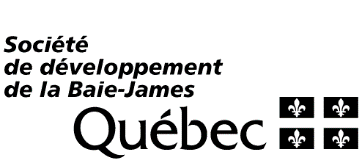 Société
de développement
de la Baie-James
Québec